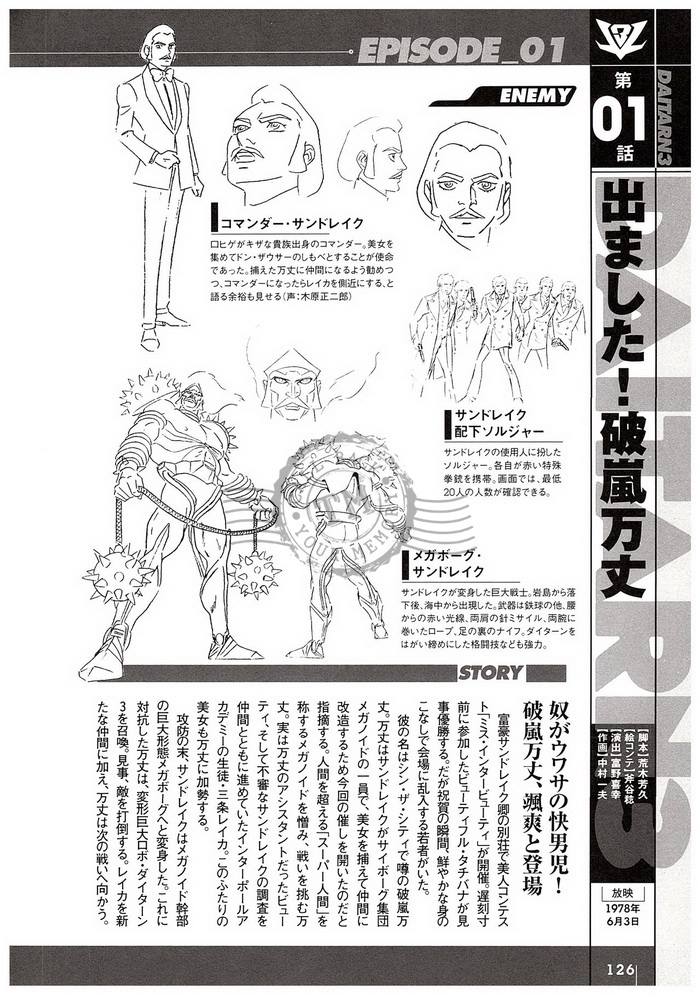 EPISODE_01
DAITARN3
第
01
話
出ました！破嵐万丈
DAITARN3
［脚本］荒木芳久
［絵コンテ］斧谷稔
［演出］富野喜幸
［作画］中村一夫
放映
1978年
6月3日
ENEMY
コマンダー・サンドレイク
口ヒゲがキザな貴族出身のコマンダー。美女を
集めてドン・ザウサーのしもべとすることが使命
であった。捕えた万丈に仲間になるよう勧めつ
つ、コマンダーになったらレイカを側近にする、と
語る余裕も見せる（声：木原正二郎）
サンドレイク
配下ソルジャー
サンドレイクの使用人に扮した
ソルジャー。各自が赤い特殊
拳銃を携帯。画面では、最低
20人の人数が確認できる。
メガボーグ・
サンドレイク
サンドレイクが変身した巨大戦士。岩島から落
下後、海中から出現した。武器は鉄球の他、腰
からの赤い光線、両肩の針ミサイル、両腕に
巻いたロープ、足の裏のナイフ。ダイターンを
はがい締めにした格闘技なども強力。
STORY
奴がウワサの快男児！
破嵐万丈、颯爽と登場
富豪サンドレイク卿の別荘で美人コンテス
ト「ミス・インタービューティ」が開催。遅刻寸
前に参加したビューティフル・タチバナが見
事優勝する。だが祝賀の瞬間、鮮やかな身の
こなしで会場に乱入する若者がいた。
彼の名はシン・ザ・シティで噂の破嵐万
丈。万丈はサンドレイクがサイボーグ集団
メガノイドの一員で、美女を捕えて仲間に
改造するため今回の催しを開いたのだと
指摘する。人間を超える「スーパー人間」を
称するメガノイドを憎み、戦いを挑む万
丈。実は万丈のアシスタントだったビュー
ティ、そして不審なサンドレイクの調査を
仲間とともに進めていたインターポールア
カデミーの生徒・三条レイカ。このふたりの
美女も万丈に加勢する。
攻防の末、サンドレイクはメガノイド幹部
の巨大形態メガボーグへと変身した。これに
対抗した万丈は、変形巨大ロボ・ダイターン
3を召喚。見事、敵を打倒する。レイカを新
たな仲間に加え、万丈は次の戦いへ向かう。
126